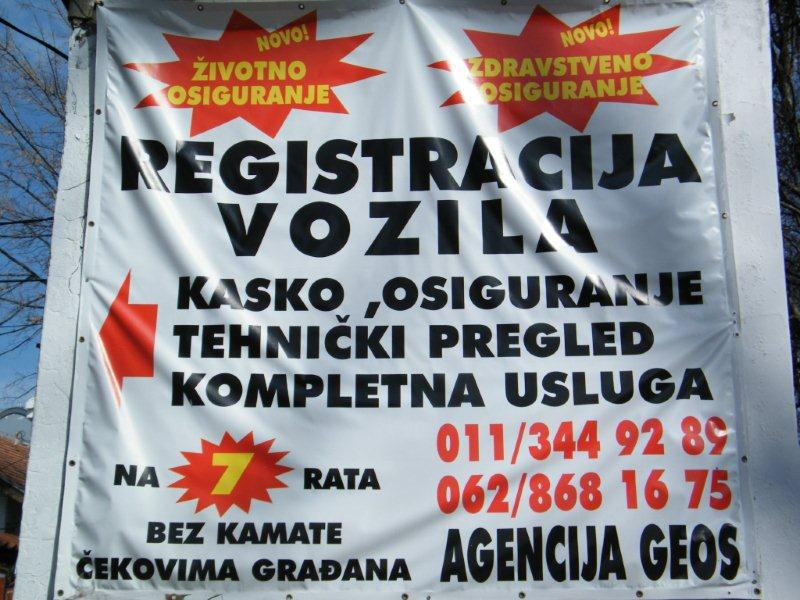 NOVO!
ŽIVOTNO
OSIGURANJE
NOVO!
ZDRAVSTVENO
OSIGURANJE
REGISTRACIJA
VOZILA
KASKO ,OSIGURANJE
TEHNIČKI PREGLED
KOMPLETNA USLUGA
NA 7 RATA
BEZ KAMATE
ČEKOVIMA GRAĐANA
011/344 92 89
062/868 16 75
AGENCIJA GEOS